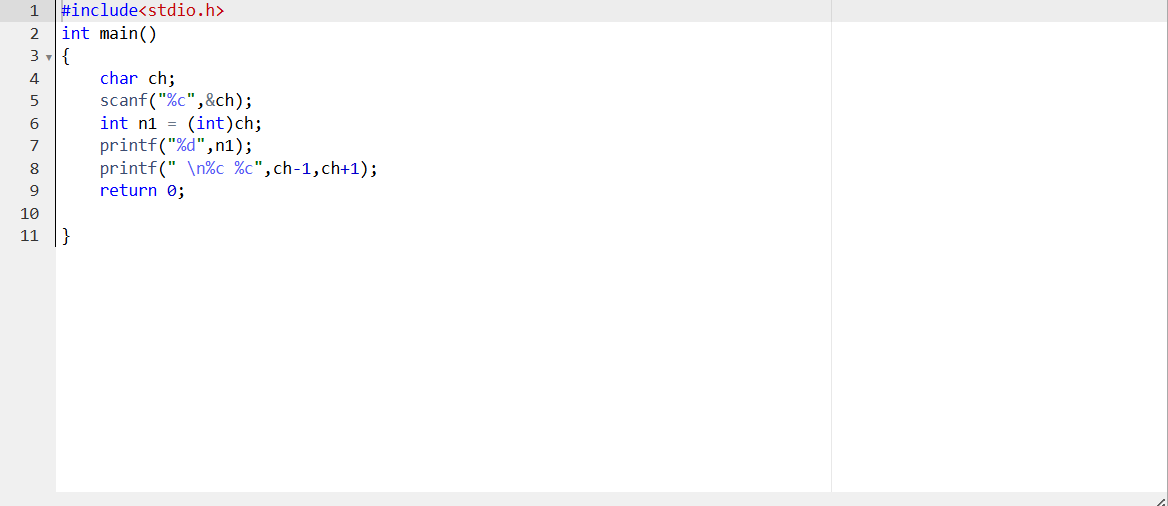 1 #include<stdio.h>
2 int main()
3 {
4     char ch;
5     scanf("%c",&ch);
6     int n1 = (int)ch;
7     printf("%d",n1);
8     printf(" \n%c %c",ch-1,ch+1);
9     return 0;
10
11 }